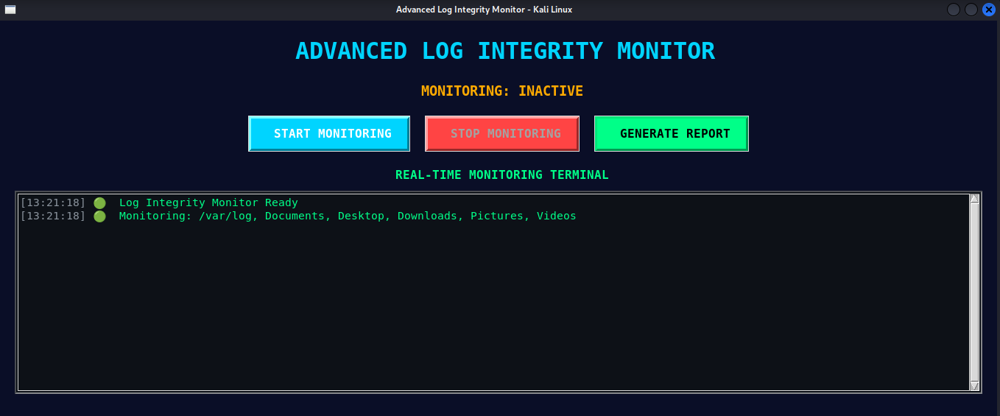 Advanced Log Integrity Monitor - Kali Linux
ADVANCED LOG INTEGRITY MONITOR
MONITORING: INACTIVE
START MONITORING STOP MONITORING GENERATE REPORT
REAL-TIME MONITORING TERMINAL
[13:21:18] 🟢 Log Integrity Monitor Ready
[13:21:18] 🟢 Monitoring: /var/log, Documents, Desktop, Downloads, Pictures, Videos